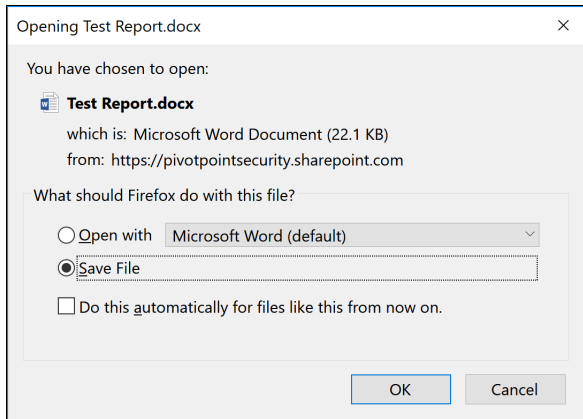 Opening Test Report.docx
You have chosen to open:
Test Report.docx
which is: Microsoft Word Document (22.1 KB)
from: https://pivotpointsecurity.sharepoint.com
What should Firefox do with this file?
Open with Microsoft Word (default)
Save File
Do this automatically for files like this from now on.
OK Cancel